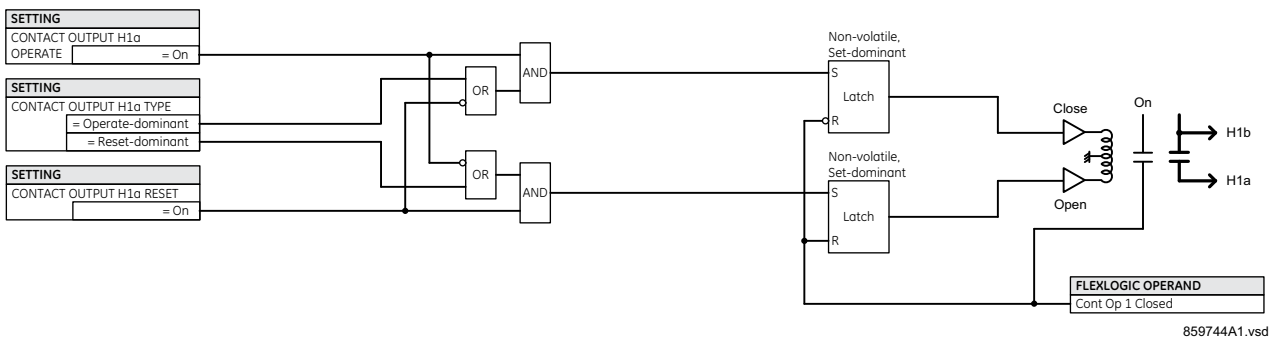 SETTING
CONTACT OUTPUT H1a
OPERATE = On
SETTING
CONTACT OUTPUT H1a TYPE
= Operate-dominant
= Reset-dominant
SETTING
CONTACT OUTPUT H1a RESET
= On
OR
AND
OR
AND
Non-volatile,
Set-dominant
S
Latch
R
Non-volatile,
Set-dominant
S
Latch
R
Close
Open
On
H1b
H1a
FLEXLOGIC OPERAND
Cont Op 1 Closed
859744A1.vsd